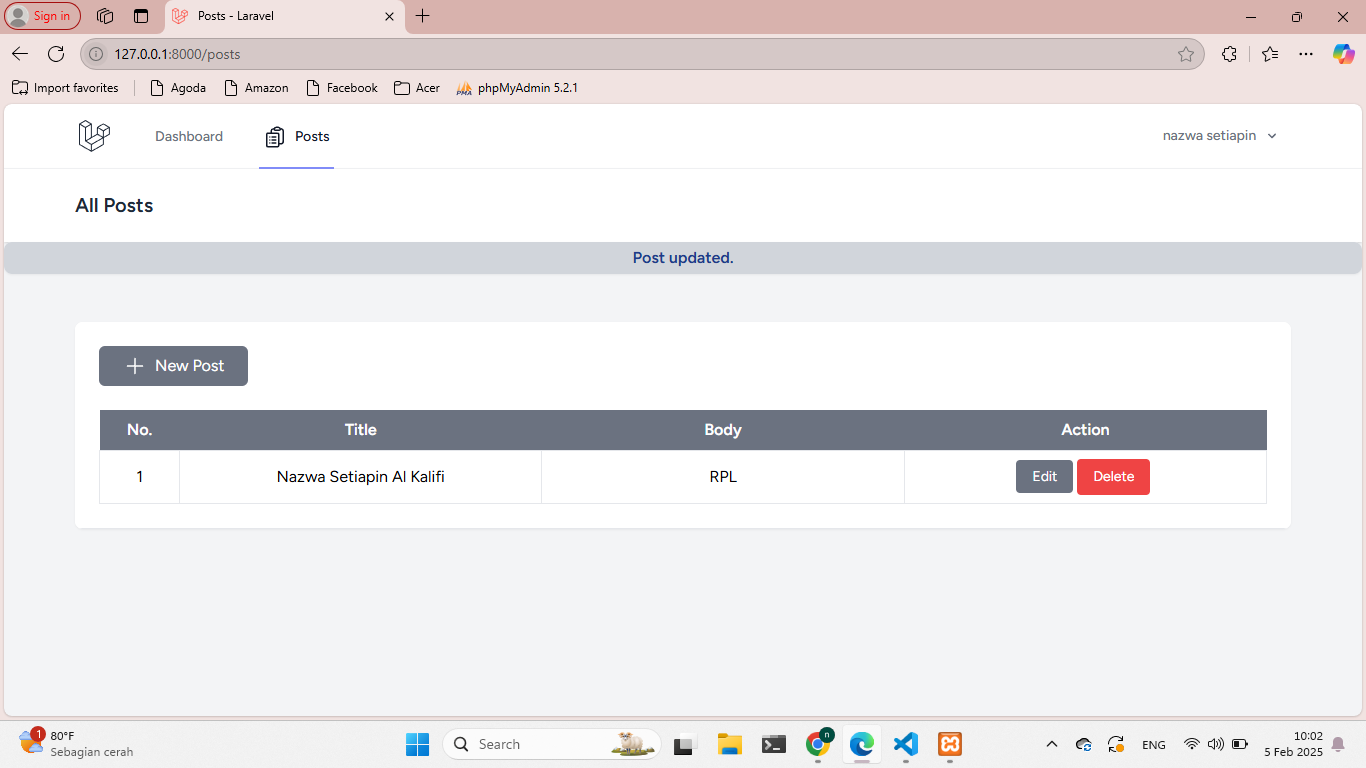 Sign in
Posts - Laravel
127.0.0.1:8000/posts
Import favorites
Agoda
Amazon
Facebook
Acer
PMA
phpMyAdmin 5.2.1
Dashboard
Posts
nazwa setiapin
All Posts
Post updated.
New Post
No. Title Body Action
1 Nazwa Setiapin Al Kalifi RPL Edit Delete
1
80°F
Sebagian cerah
Search
n
ENG
10:02
5 Feb 2025